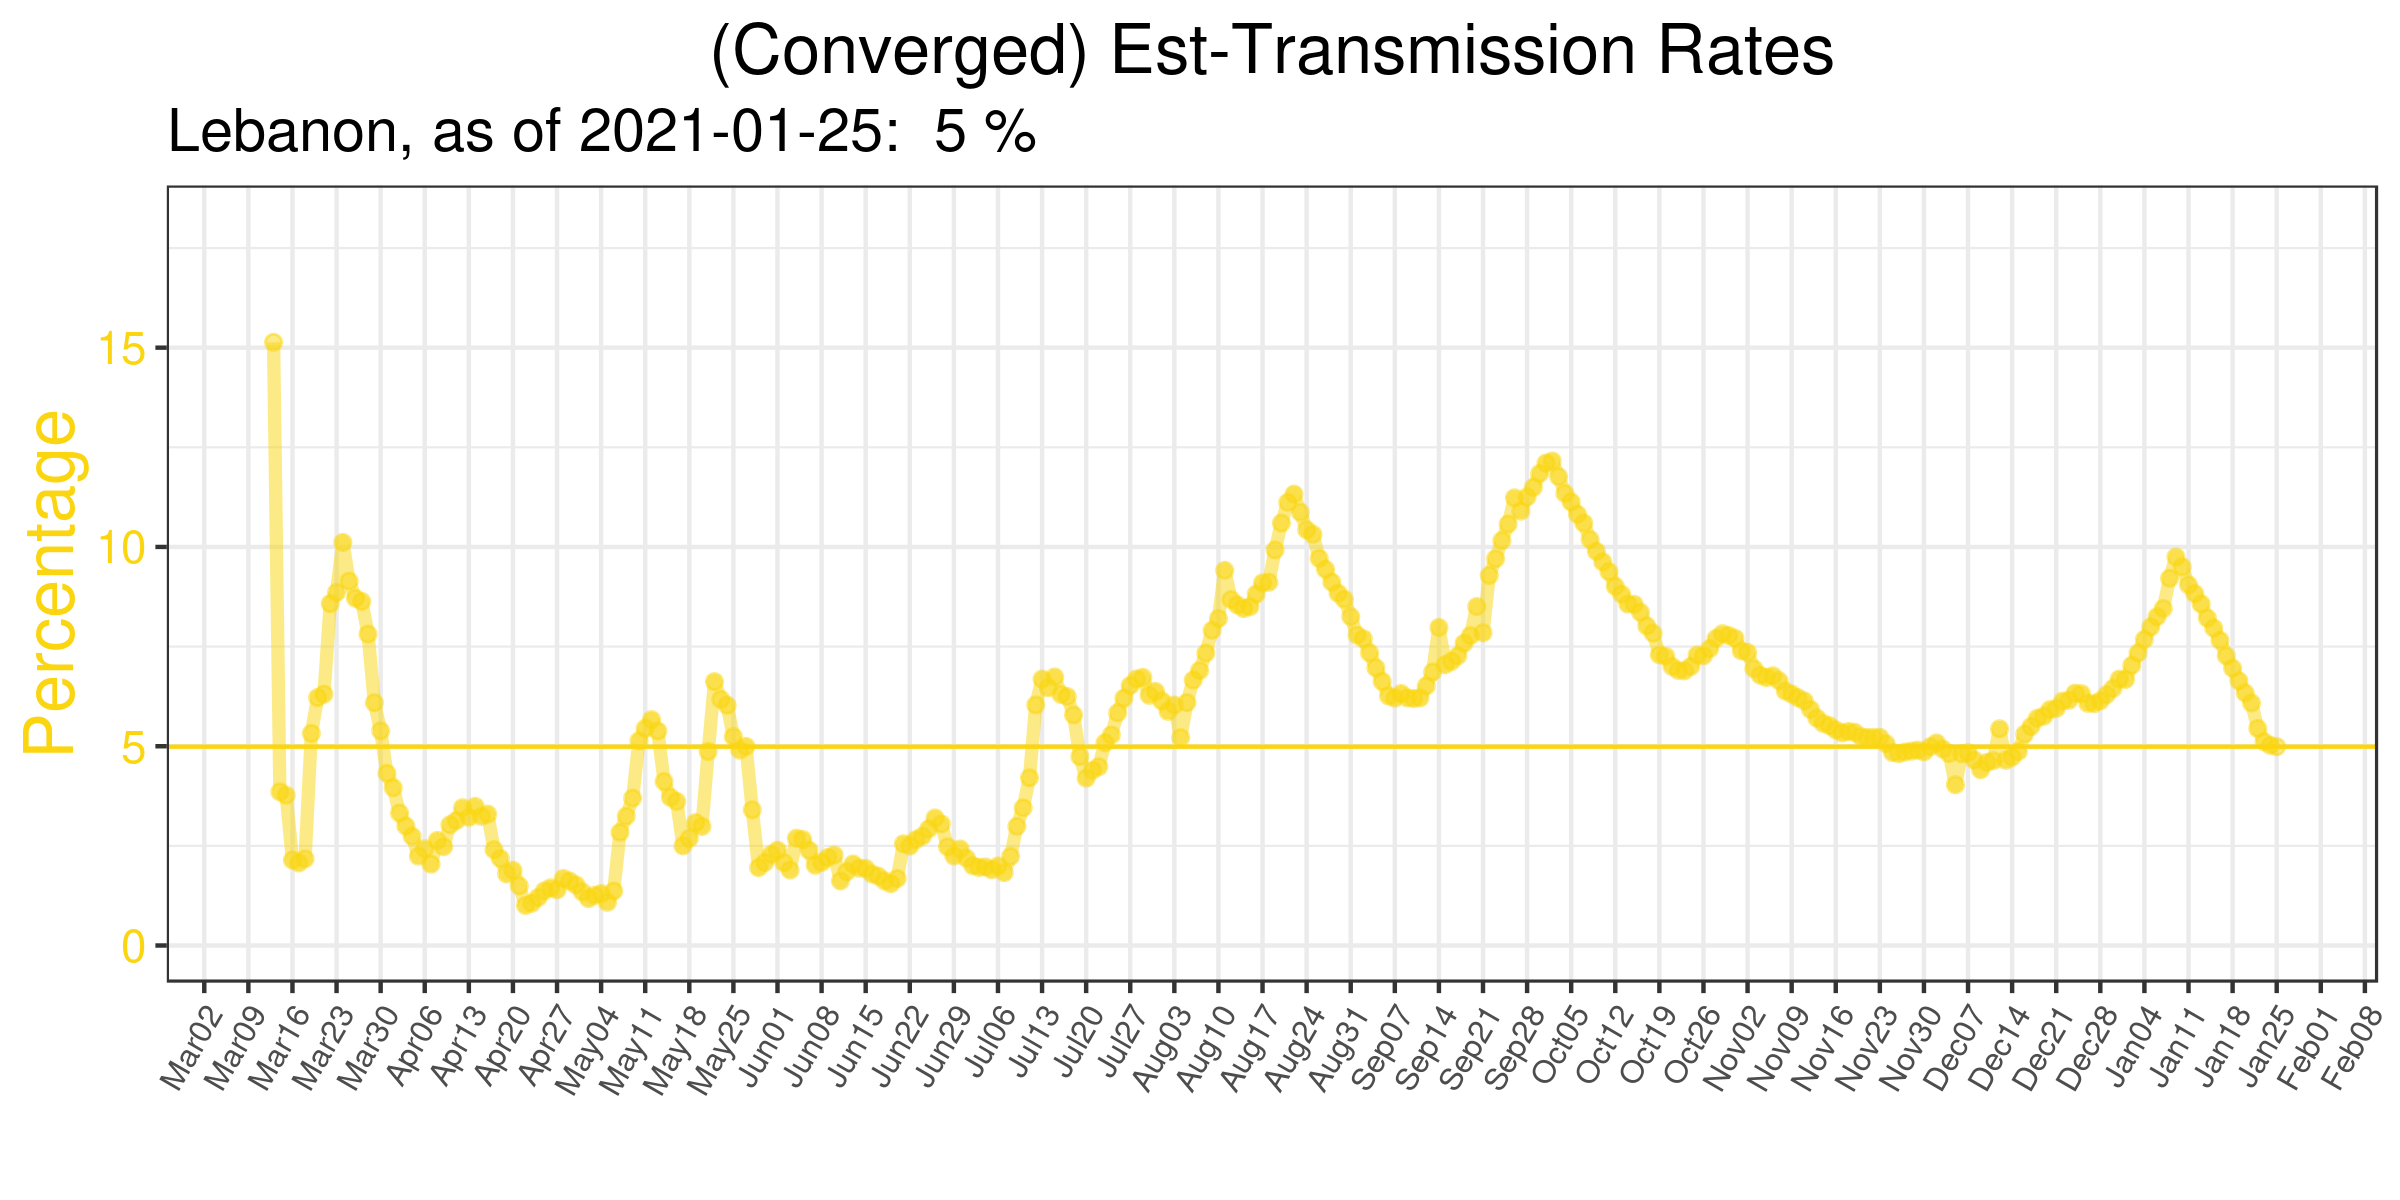 (Converged) Est-Transmission Rates
Lebanon, as of 2021-01-25:  5 %
Percentage
15
10
5
0
Mar02 Mar09 Mar16 Mar23 Mar30 Apr06 Apr13 Apr20 Apr27 May04 May11 May18 May25 Jun01 Jun08 Jun15 Jun22 Jun29 Jul06 Jul13 Jul20 Jul27 Aug03 Aug10 Aug17 Aug24 Aug31 Sep07 Sep14 Sep21 Sep28 Oct05 Oct12 Oct19 Oct26 Nov02 Nov09 Nov16 Nov23 Nov30 Dec07 Dec14 Dec21 Dec28 Jan04 Jan11 Jan18 Jan25 Feb01 Feb08